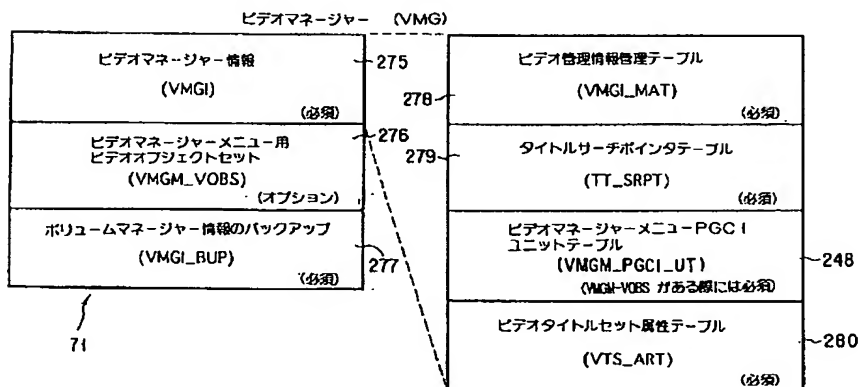 ビデオマネージャー (VMG)
ビデオマネージャー情報
(VMGI)
(必須)
275
ビデオマネージャーメニュー用
ビデオオブジェクトセット
(VMGM_VOBS)
(オプション)
276
ボリュームマネージャー情報のバックアップ
(VMGI_BUP)
(必須)
277
71
ビデオ管理情報管理テーブル
(VMGI_MAT)
(必須)
278
タイトルサーチポインタテーブル
(TT_SRPT)
(必須)
279
ビデオマネージャーメニューPGCI
ユニットテーブル
(VMGM_PGCI_UT)
(VMGM-VOBS がある際には必須)
248
ビデオタイトルセット属性テーブル
(VTS_ART)
(必須)
280